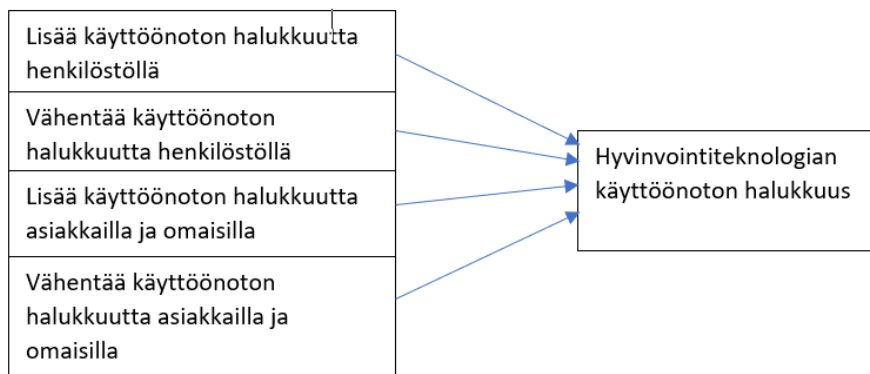 Lisää käyttöönoton halukkuutta
henkilöstöllä
Vähentää käyttöönoton
halukkuutta henkilöstöllä
Lisää käyttöönoton halukkuutta
asiakkailla ja omaisilla
Vähentää käyttöönoton
halukkuutta asiakkailla ja
omaisilla
Hyvinvointiteknologian
käyttöönoton halukkuus